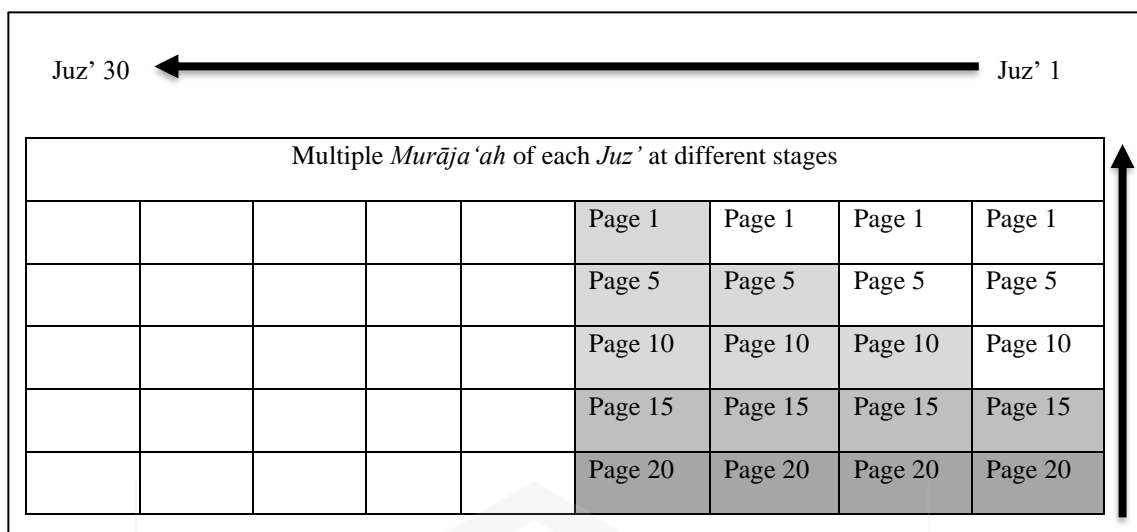 Juz’ 30 Juz’ 1
Multiple Murāja‘ah of each Juz’ at different stages
Page 1 Page 1 Page 1 Page 1
Page 5 Page 5 Page 5 Page 5
Page 10 Page 10 Page 10 Page 10
Page 15 Page 15 Page 15 Page 15
Page 20 Page 20 Page 20 Page 20